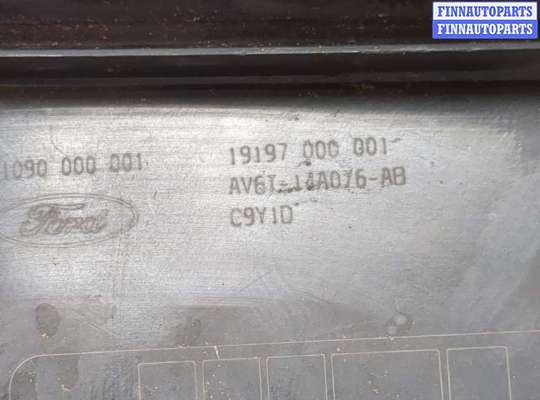 FINNAUTOPARTS
FINNAUTOPARTS
1090 000 001
19197 000 001
AV6T-14A076-AB
Ford
C9Y1D